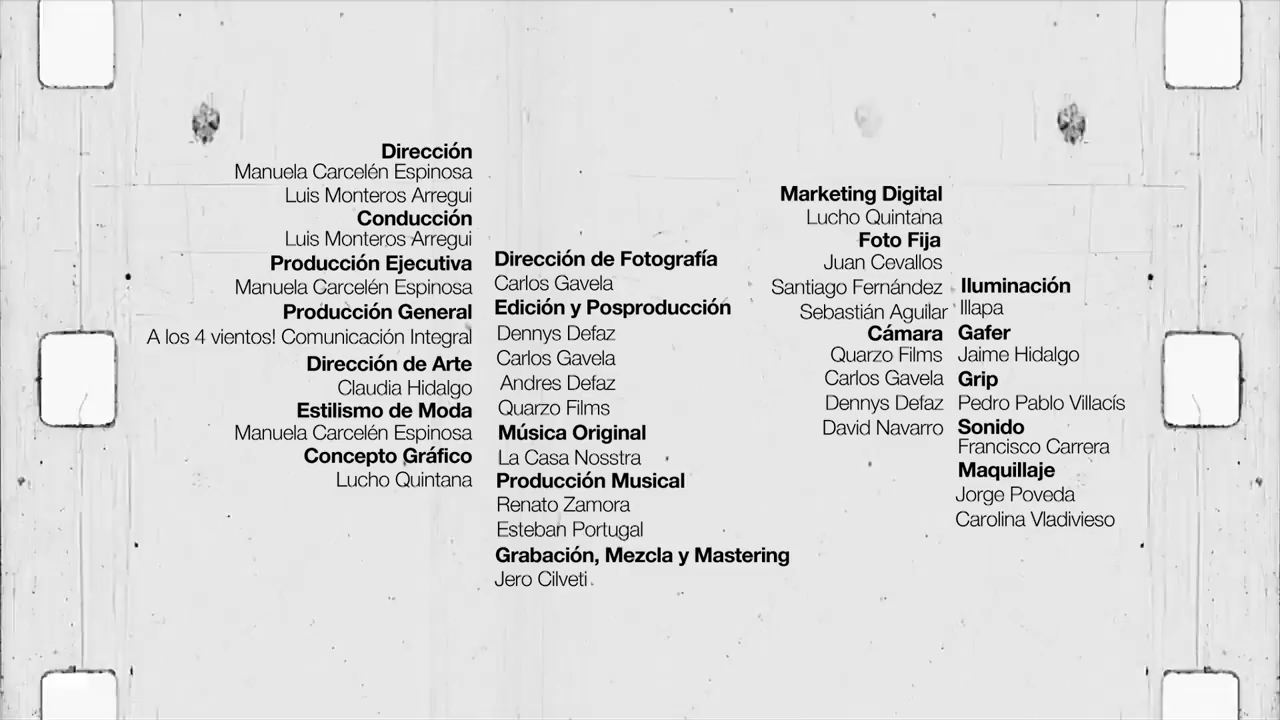 Dirección
Manuela Carcelén Espinosa
Luis Monteros Arregui
Conducción
Luis Monteros Arregui
Producción Ejecutiva
Manuela Carcelén Espinosa
Producción General
A los 4 vientos! Comunicación Integral
Dirección de Arte
Claudia Hidalgo
Estilismo de Moda
Manuela Carcelén Espinosa
Concepto Gráfico
Lucho Quintana
Dirección de Fotografía
Carlos Gavela
Edición y Posproducción
Dennys Defaz
Carlos Gavela
Andres Defaz
Quarzo Films
Música Original
La Casa Nosstra
Producción Musical
Renato Zamora
Esteban Portugal
Grabación, Mezcla y Mastering
Jero Cilveti
Marketing Digital
Lucho Quintana
Foto Fija
Juan Cevallos
Santiago Fernández
Sebastián Aguilar
Cámara
Quarzo Films
Carlos Gavela
Dennys Defaz
David Navarro
Iluminación
Illapa
Gafer
Jaime Hidalgo
Grip
Pedro Pablo Villacís
Sonido
Francisco Carrera
Maquillaje
Jorge Poveda
Carolina Vladivieso